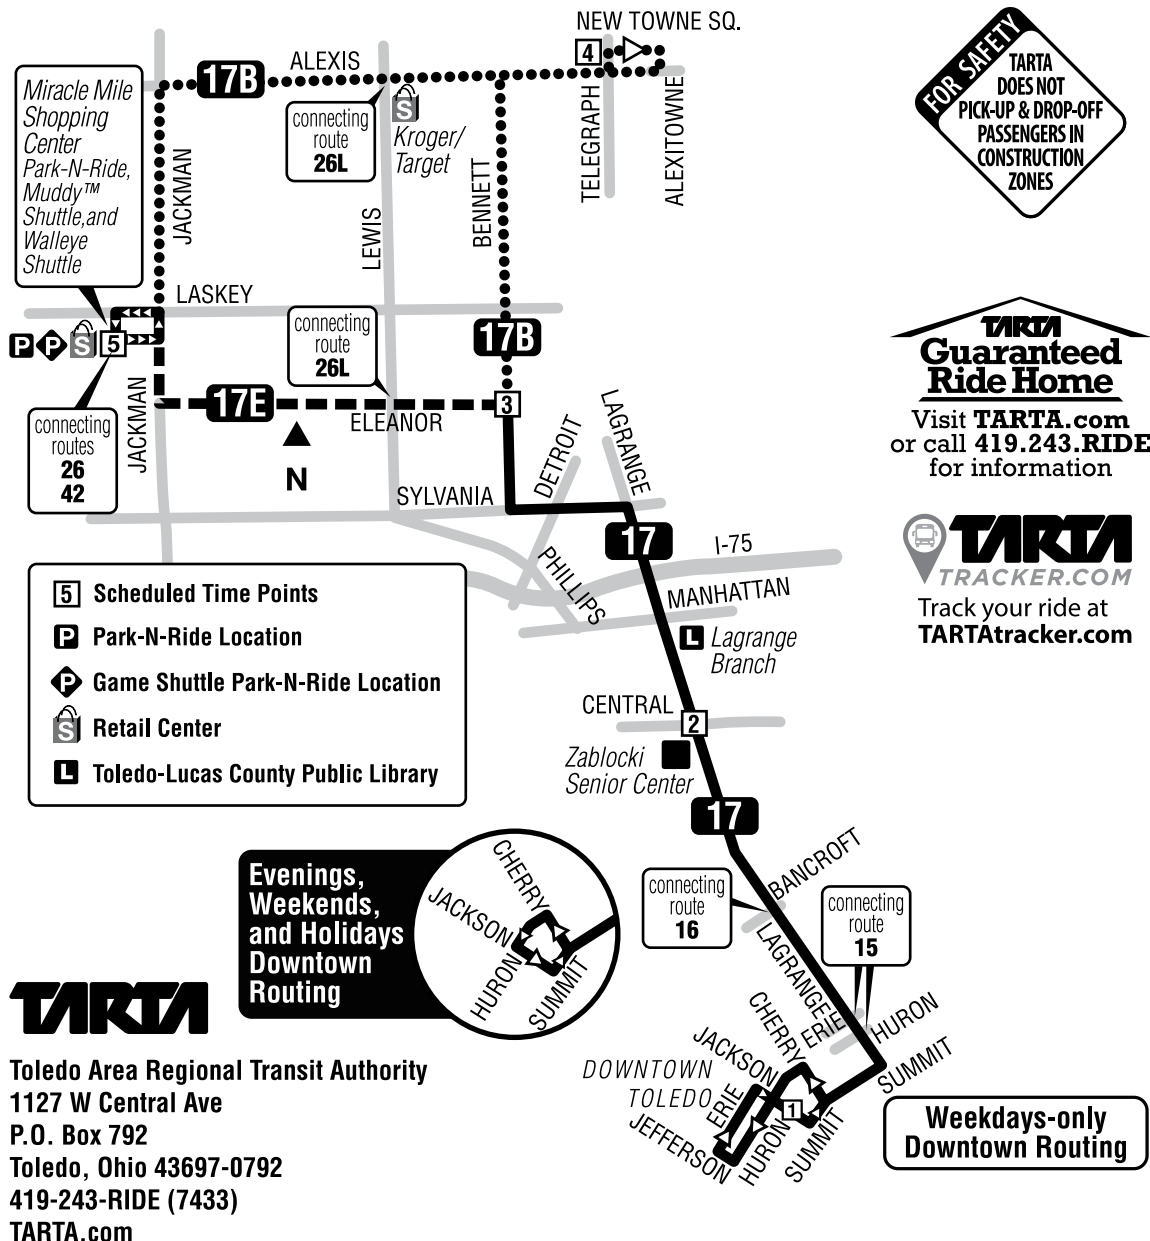 NEW TOWNE SQ.
4
ALEXIS
17B
Miracle Mile
Shopping
Center
Park-N-Ride,
Muddy™
Shuttle,and
Walleye
Shuttle
connecting
route
26L
S
Kroger/
Target
JACKMAN
LEWIS
BENNETT
TELEGRAPH
ALEXITOWNE
FOR SAFETY
TARTA
DOES NOT
PICK-UP & DROP-OFF
PASSENGERS IN
CONSTRUCTION
ZONES
LASKEY
P
P
S
5
connecting
route
26L
17B
JACKMAN
17E
ELEANOR
3
N
connecting
routes
26
42
SYLVANIA
DETROIT
LAGRANGE
TARTA
Guaranteed
Ride Home
Visit TARTA.com
or call 419.243.RIDE
for information
17
I-75
PHILLIPS
MANHATTAN
TARTA
TRACKER.COM
Track your ride at
TARTAtracker.com
5 Scheduled Time Points
P Park-N-Ride Location
P Game Shuttle Park-N-Ride Location
S Retail Center
L Toledo-Lucas County Public Library
L Lagrange
Branch
CENTRAL
2
Zablocki
Senior Center
17
Evenings,
Weekends,
and Holidays
Downtown
Routing
CHERRY
JACKSON
HURON
SUMMIT
connecting
route
16
BANCROFT
connecting
route
15
LAGRANGE
ERIE
HURON
SUMMIT
CHERRY
JACKSON
DOWNTOWN
TOLEDO
ERIE
1
JEFFERSON
HURON
SUMMIT
Weekdays-only
Downtown Routing
TARTA
Toledo Area Regional Transit Authority
1127 W Central Ave
P.O. Box 792
Toledo, Ohio 43697-0792
419-243-RIDE (7433)
TARTA.com